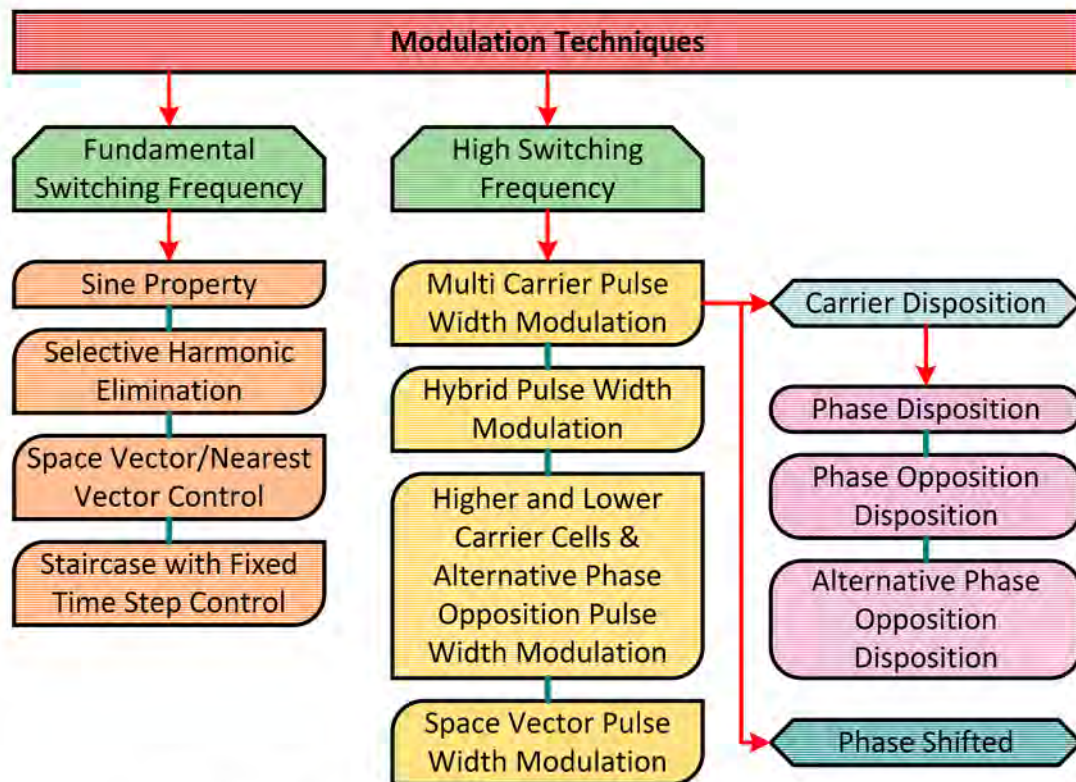 Modulation Techniques
Fundamental
Switching Frequency
Sine Property
Selective Harmonic
Elimination
Space Vector/Nearest
Vector Control
Staircase with Fixed
Time Step Control
High Switching
Frequency
Multi Carrier Pulse
Width Modulation
Hybrid Pulse Width
Modulation
Higher and Lower
Carrier Cells &
Alternative Phase
Opposition Pulse
Width Modulation
Space Vector Pulse
Width Modulation
Carrier Disposition
Phase Disposition
Phase Opposition
Disposition
Alternative Phase
Opposition
Disposition
Phase Shifted